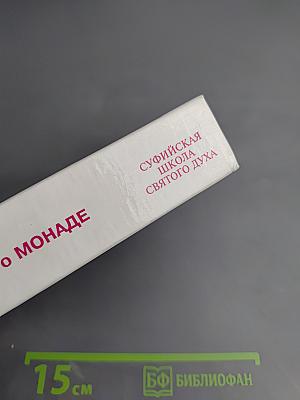 СУФИЙСКАЯ
ШКОЛА
СВЯТОГО ДУХА
о МОНАДЕ
15 см
БФ БИБЛИОФАН